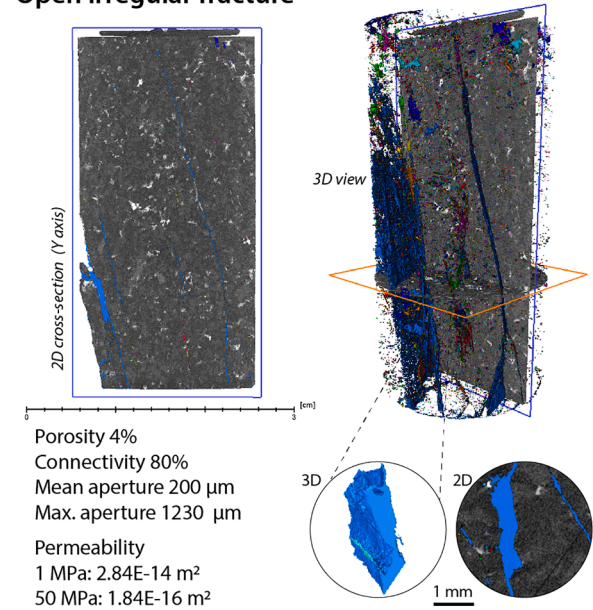 Open irregular fracture
2D cross-section (Y axis)
3D view
0
3
[cm]
Porosity 4%
Connectivity 80%
Mean aperture 200 µm
Max. aperture 1230 µm
Permeability
1 MPa: 2.84E-14 m²
50 MPa: 1.84E-16 m²
3D
2D
1 mm